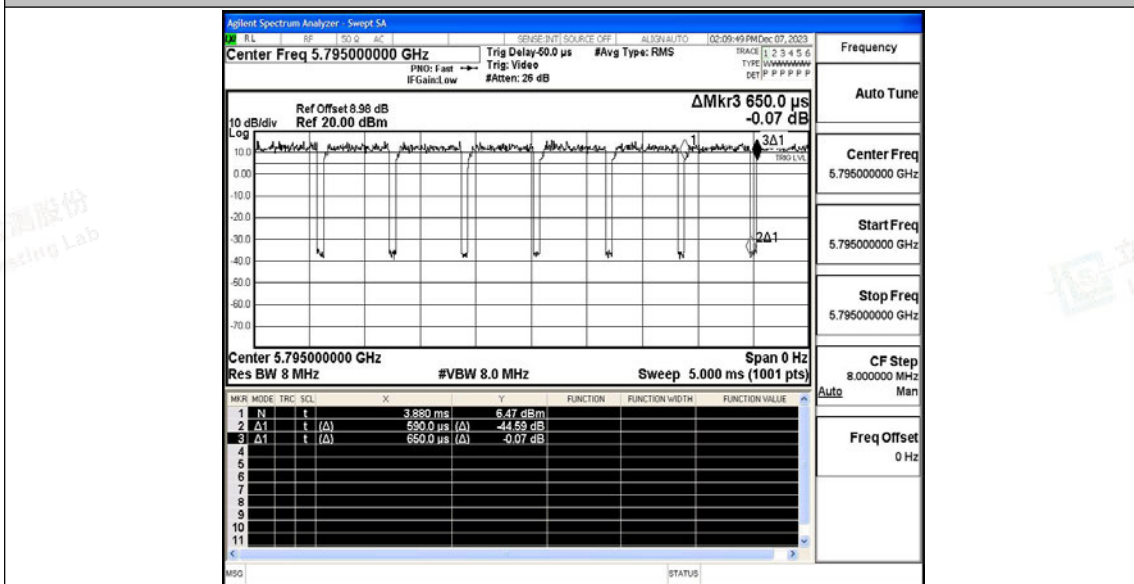 Agilent Spectrum Analyzer - Swept SA
RL RF 50 Ω AC SENSE:INT SOURCE OFF ALIGNAUTO 02:09:49 PM Dec 07, 2023
Center Freq 5.795000000 GHz
PNO: Fast
IFGain:Low
Trig Delay-50.0 µs
Trig: Video
#Atten: 26 dB
#Avg Type: RMS
TRACE 1 2 3 4 5 6
TYPE
DET P P P P P P
ΔMkr3 650.0 µs
-0.07 dB
Ref Offset 8.98 dB
10 dB/div Ref 20.00 dBm
Log
10.0
0.00
-10.0
-20.0
-30.0
-40.0
-50.0
-60.0
-70.0
1
3Δ1
TRIG LVL
2Δ1
Center 5.795000000 GHz Span 0 Hz
Res BW 8 MHz #VBW 8.0 MHz Sweep 5.000 ms (1001 pts)
MKR MODE TRC SCL X Y FUNCTION FUNCTION WIDTH FUNCTION VALUE
1 N t 3.880 ms 6.47 dBm
2 Δ1 t (Δ) 590.0 µs (Δ) -44.59 dB
3 Δ1 t (Δ) 650.0 µs (Δ) -0.07 dB
4
5
6
7
8
9
10
11
MSG STATUS
Frequency
Auto Tune
Center Freq
5.795000000 GHz
Start Freq
5.795000000 GHz
Stop Freq
5.795000000 GHz
CF Step
8.000000 MHz
Auto Man
Freq Offset
0 Hz
测股份
sting Lab